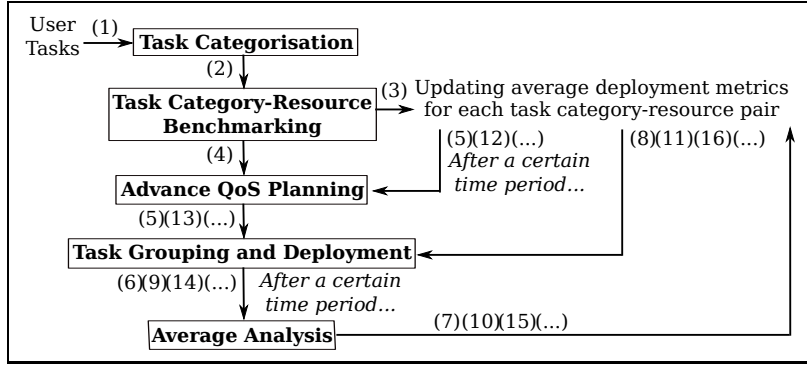 User
Tasks
(1)
Task Categorisation
(2)
Task Category-Resource
Benchmarking
(3)
Updating average deployment metrics
for each task category-resource pair
(4)
(5)(12)(...)
After a certain
time period...
(8)(11)(16)(...)
Advance QoS Planning
(5)(13)(...)
Task Grouping and Deployment
(6)(9)(14)(...)
After a certain
time period...
(7)(10)(15)(...)
Average Analysis